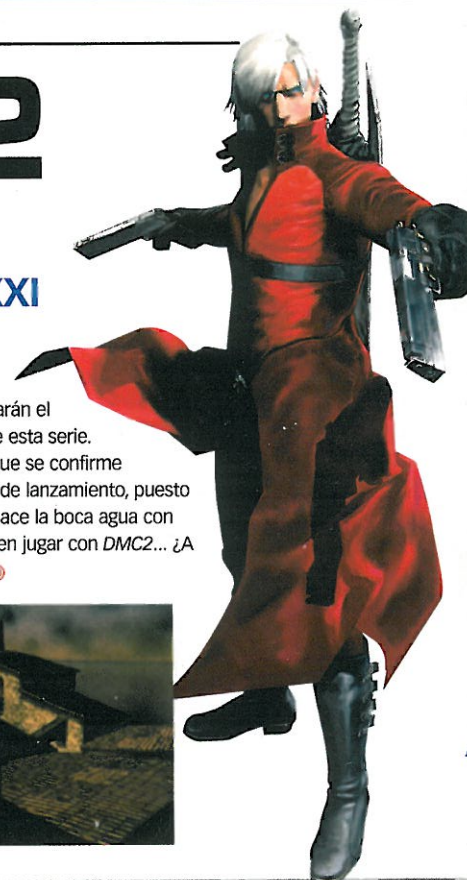 2
XXI
arán el
e esta serie.
ue se confirme
de lanzamiento, puesto
ace la boca agua con
en jugar con DMC2... ¿A